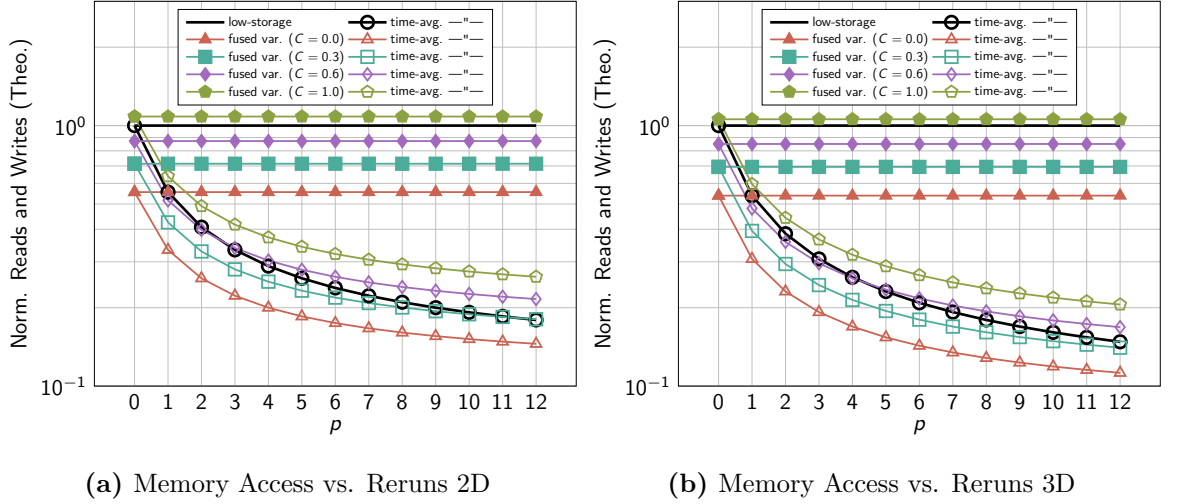 low-storage
time-avg. —"—
fused var. (C = 0.0)
time-avg. —"—
fused var. (C = 0.3)
time-avg. —"—
fused var. (C = 0.6)
time-avg. —"—
fused var. (C = 1.0)
time-avg. —"—
Norm. Reads and Writes (Theo.)
10⁰
10⁻¹
0 1 2 3 4 5 6 7 8 9 10 11 12
p
(a) Memory Access vs. Reruns 2D
low-storage
time-avg. —"—
fused var. (C = 0.0)
time-avg. —"—
fused var. (C = 0.3)
time-avg. —"—
fused var. (C = 0.6)
time-avg. —"—
fused var. (C = 1.0)
time-avg. —"—
Norm. Reads and Writes (Theo.)
10⁰
10⁻¹
0 1 2 3 4 5 6 7 8 9 10 11 12
p
(b) Memory Access vs. Reruns 3D